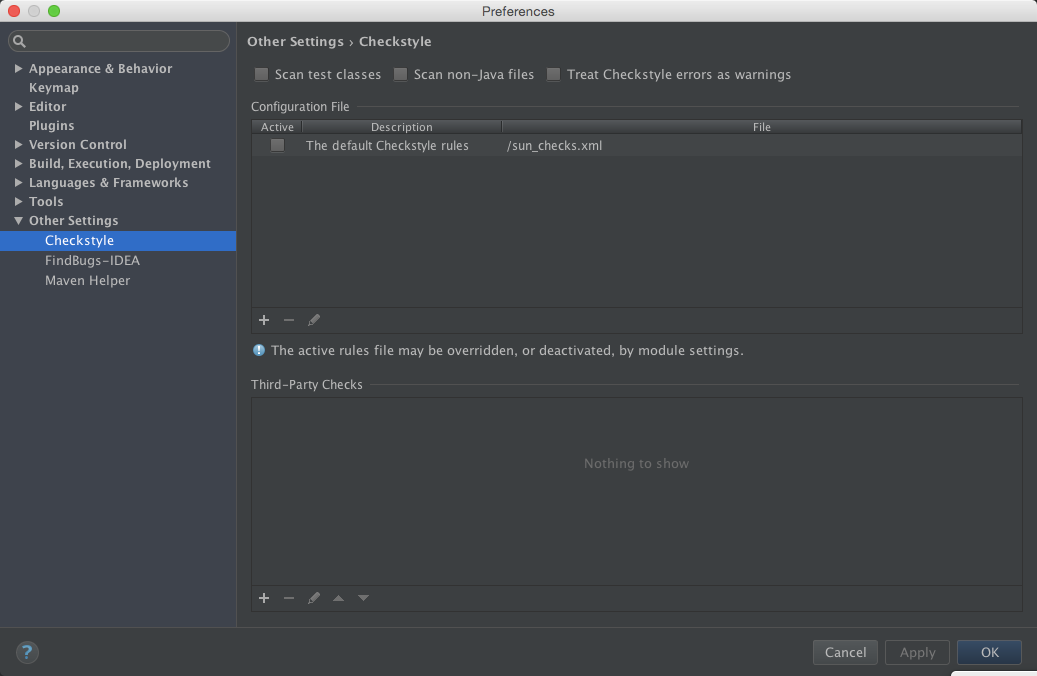 Preferences
Other Settings › Checkstyle
Appearance & Behavior
Keymap
Editor
Plugins
Version Control
Build, Execution, Deployment
Languages & Frameworks
Tools
Other Settings
Checkstyle
FindBugs-IDEA
Maven Helper
Scan test classes Scan non-Java files Treat Checkstyle errors as warnings
Configuration File
Active Description File
The default Checkstyle rules /sun_checks.xml
The active rules file may be overridden, or deactivated, by module settings.
Third-Party Checks
Nothing to show
? Cancel Apply OK